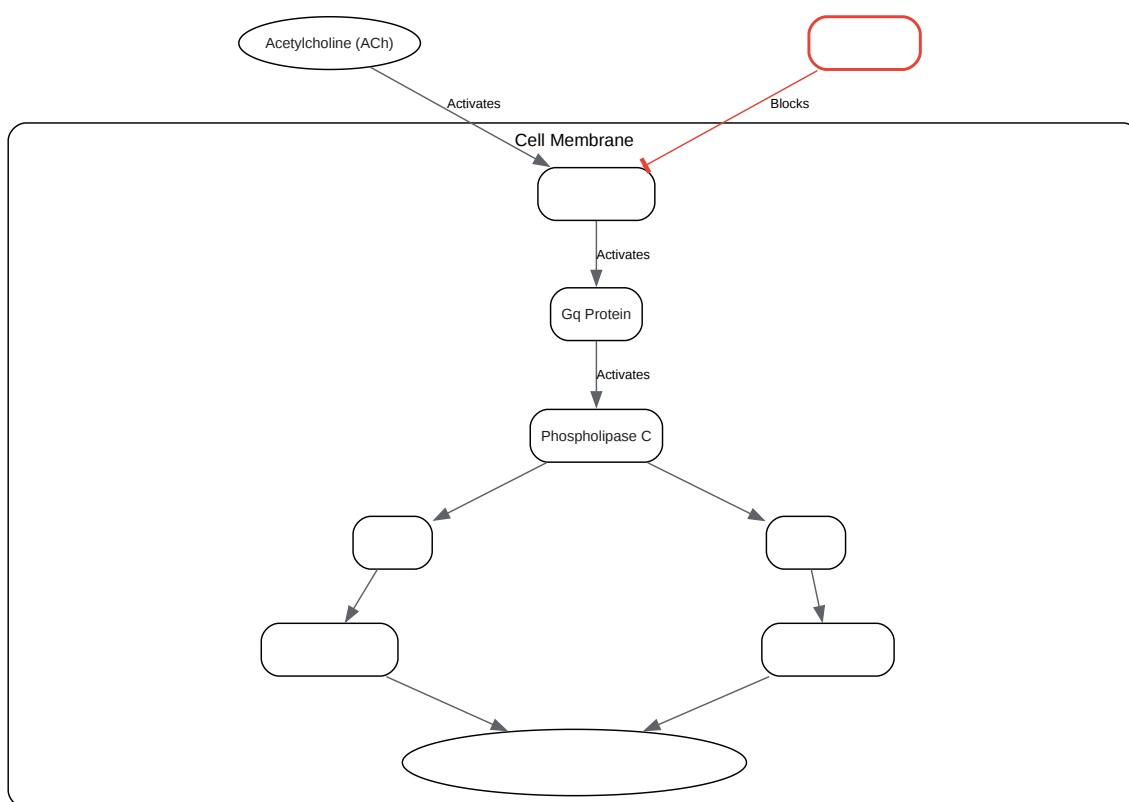 Acetylcholine (ACh)
Activates
Blocks
Cell Membrane
Activates
Gq Protein
Activates
Phospholipase C